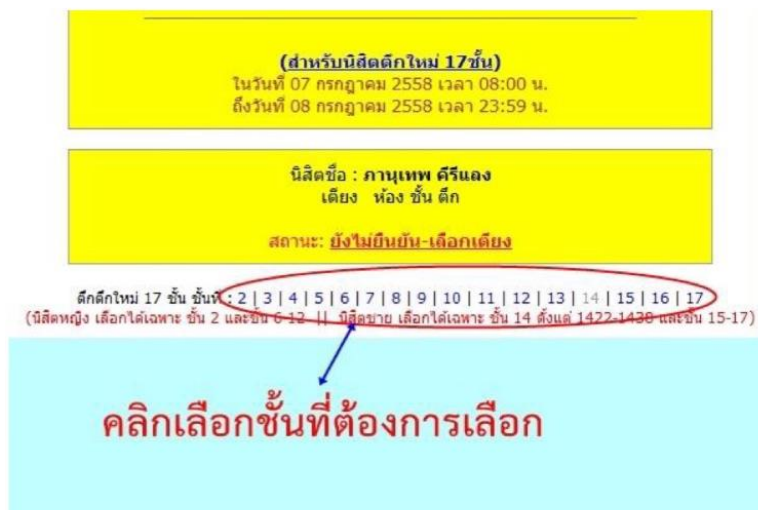 (สำหรับนิสิตตึกใหม่ 17ชั้น)
ในวันที่ 07 กรกฎาคม 2558 เวลา 08:00 น.
ถึงวันที่ 08 กรกฎาคม 2558 เวลา 23:59 น.
นิสิตชื่อ : ภานุเทพ คีรีแลง
เตียง ห้อง ชั้น ตึก
สถานะ: ยังไม่ยืนยัน-เลือกเตียง
ตึกตึกใหม่ 17 ชั้น ชั้นที่ : 2 | 3 | 4 | 5 | 6 | 7 | 8 | 9 | 10 | 11 | 12 | 13 | 14 | 15 | 16 | 17
(นิสิตหญิง เลือกได้เฉพาะ ชั้น 2 และชั้น 6-12 || นิสิตชาย เลือกได้เฉพาะ ชั้น 14 ตั้งแต่ 1422-1438 และชั้น 15-17)
คลิกเลือกชั้นที่ต้องการเลือก